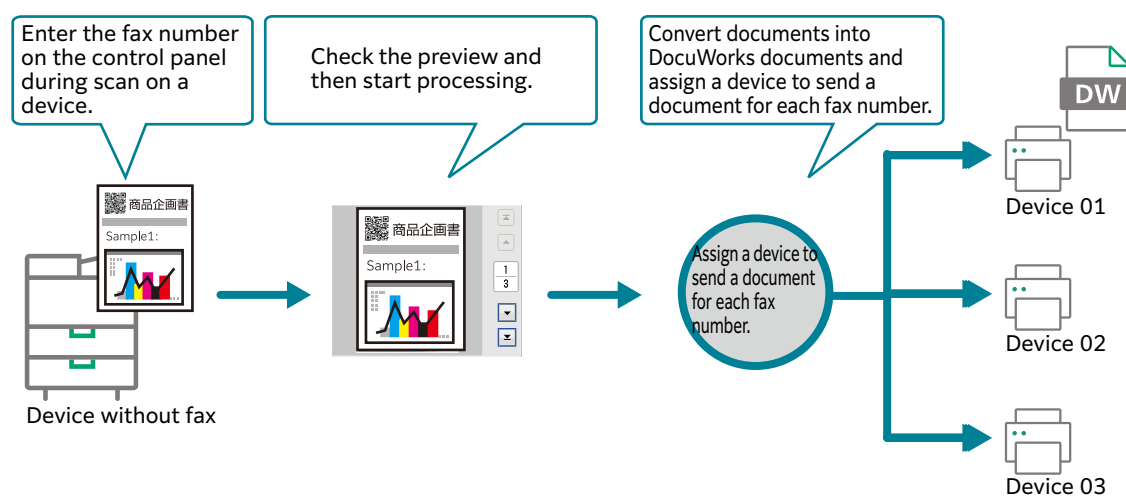 Enter the fax number
on the control panel
during scan on a
device.
Check the preview and
then start processing.
Convert documents into
DocuWorks documents and
assign a device to send a
document for each fax number.
DW
商品企画書
Sample1:
Device without fax
商品企画書
Sample1:
1
3
Assign a device to
send a document
for each fax
number.
Device 01
Device 02
Device 03